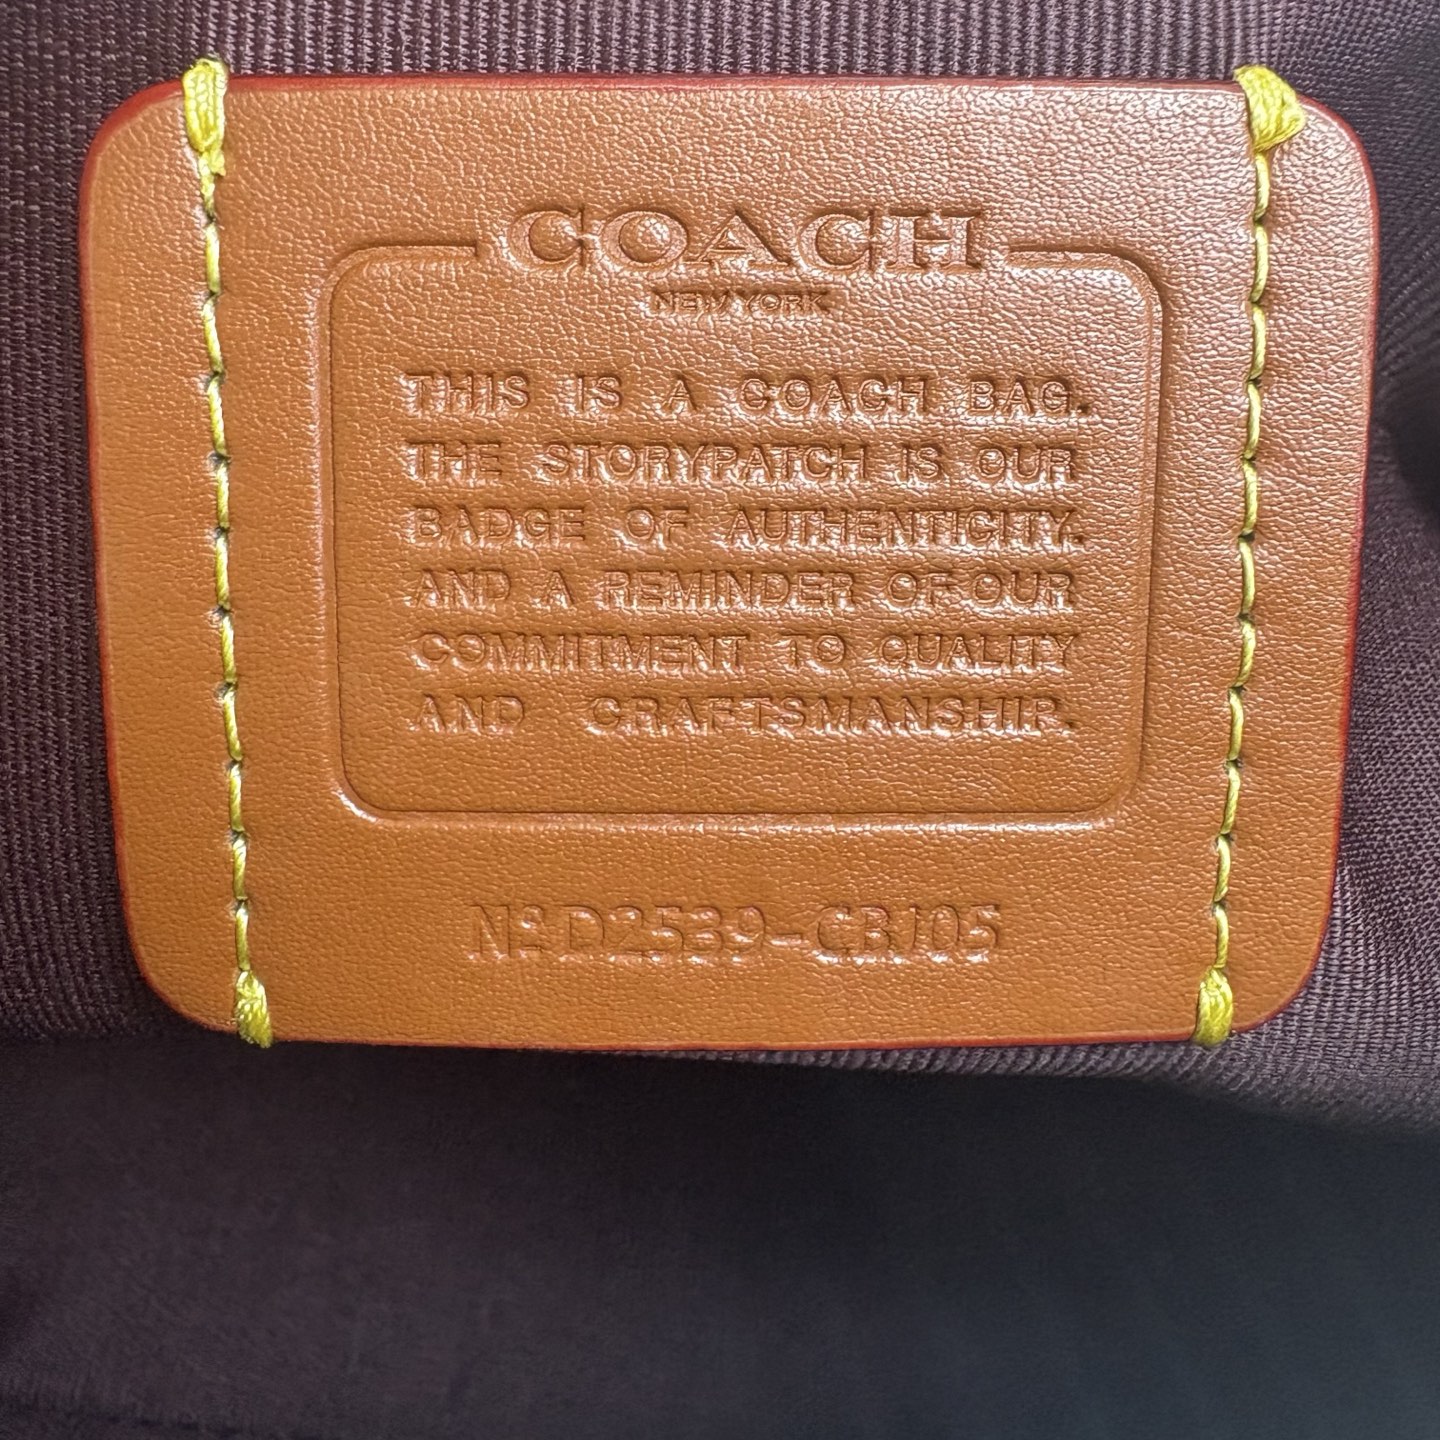 COACH
NEW YORK
THIS IS A COACH BAG.
THE STORYPATCH IS OUR
BADGE OF AUTHENTICITY.
AND A REMINDER OF OUR
COMMITMENT TO QUALITY
AND CRAFTSMANSHIP.
Nº D2539-CBJ05